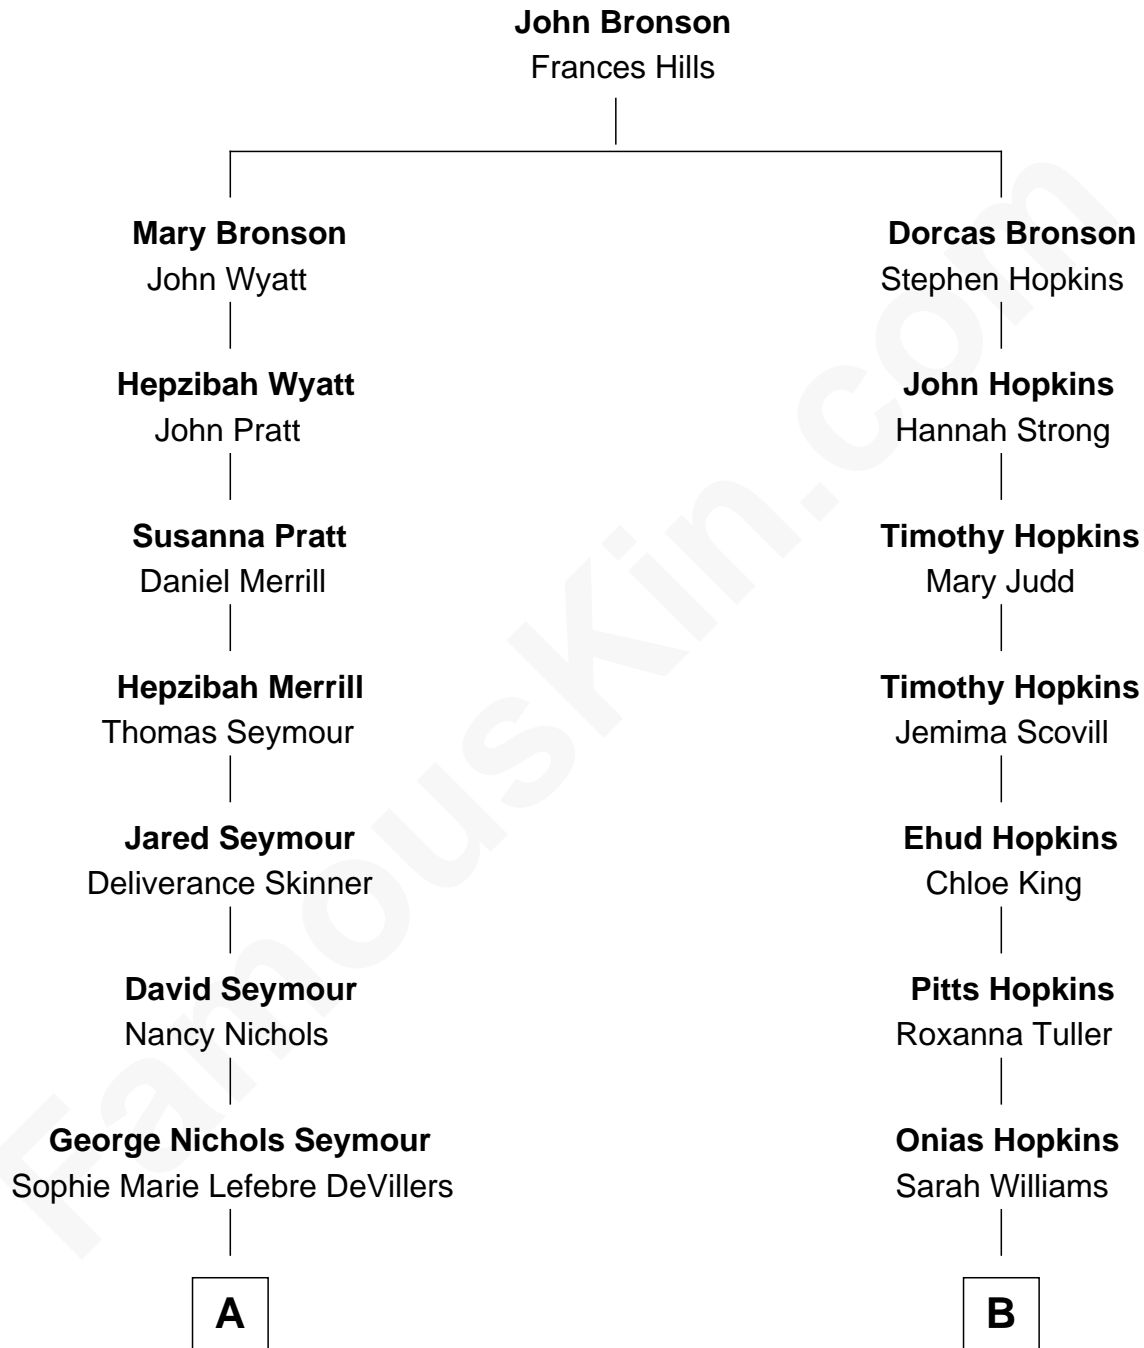 John Bronson
Frances Hills
Mary Bronson
John Wyatt
Dorcas Bronson
Stephen Hopkins
Hepzibah Wyatt
John Pratt
John Hopkins
Hannah Strong
Susanna Pratt
Daniel Merrill
Timothy Hopkins
Mary Judd
Hepzibah Merrill
Thomas Seymour
Timothy Hopkins
Jemima Scovill
Jared Seymour
Deliverance Skinner
Ehud Hopkins
Chloe King
David Seymour
Nancy Nichols
Pitts Hopkins
Roxanna Tuller
George Nichols Seymour
Sophie Marie Lefebre DeVillers
Onias Hopkins
Sarah Williams
A
B
FamousKin.com